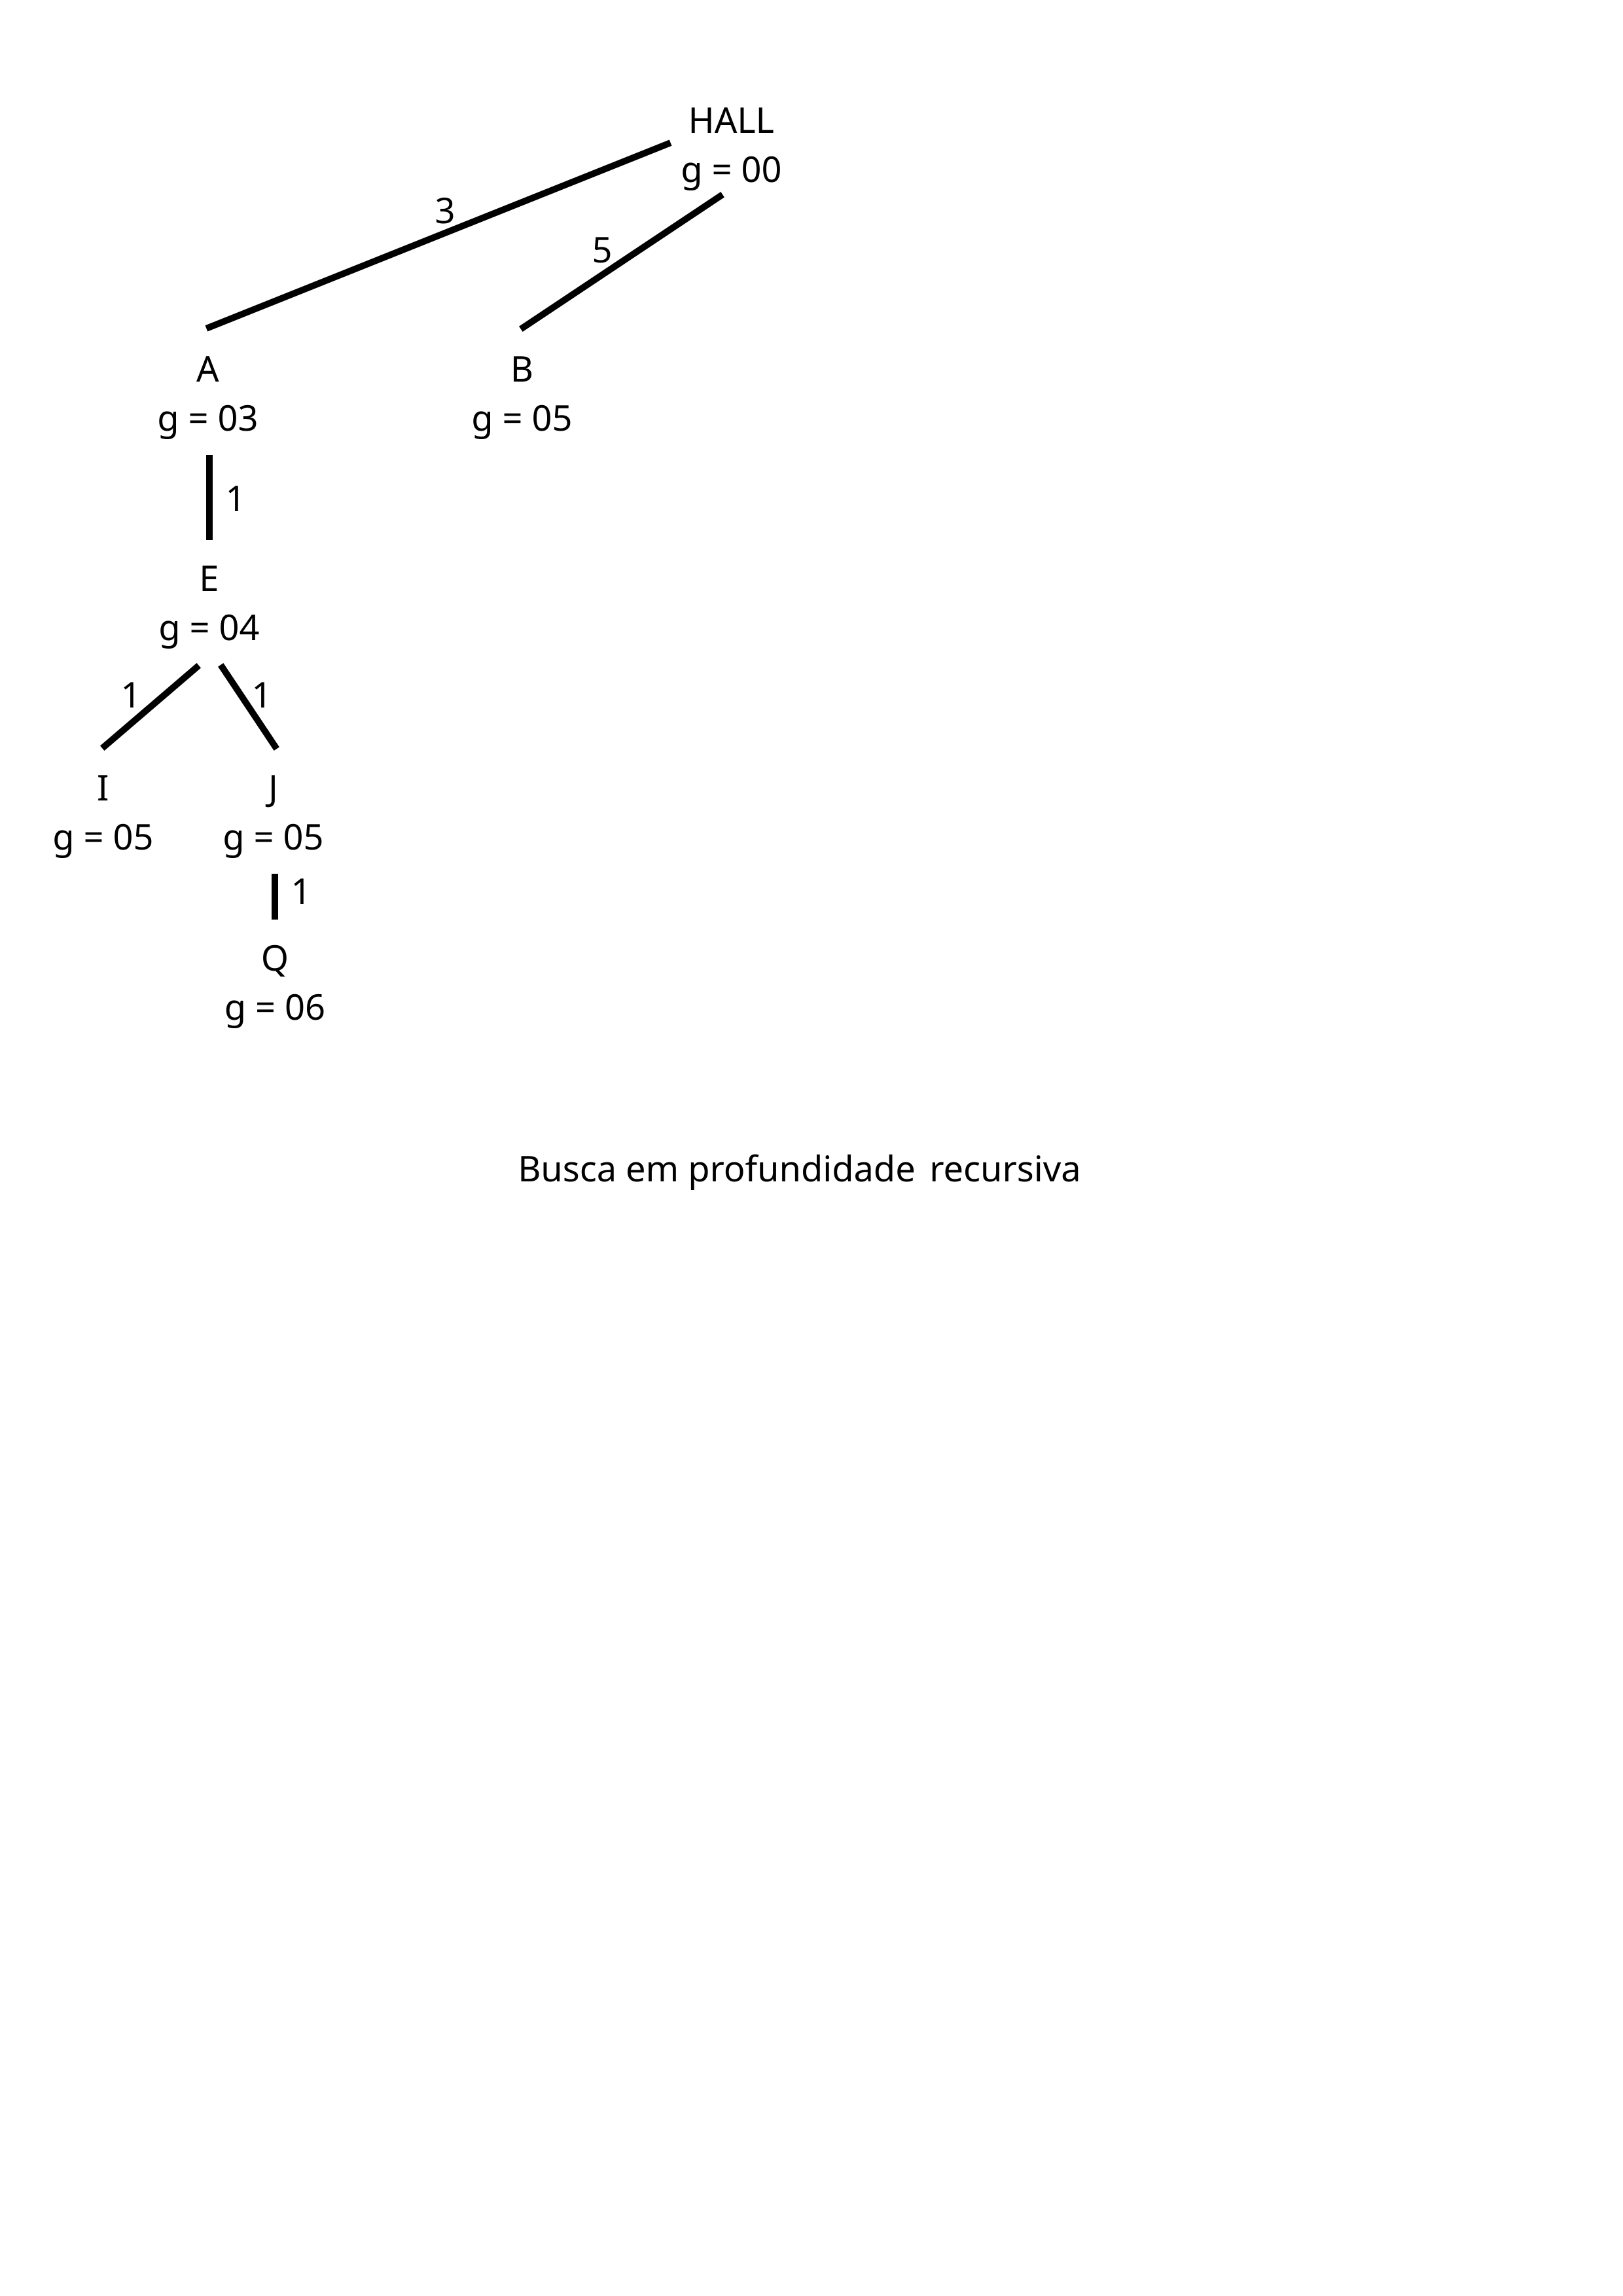 HALL
g = 00
3
5
A
g = 03
B
g = 05
1
E
g = 04
1
1
I
g = 05
J
g = 05
1
Q
g = 06
Busca em profundidade recursiva